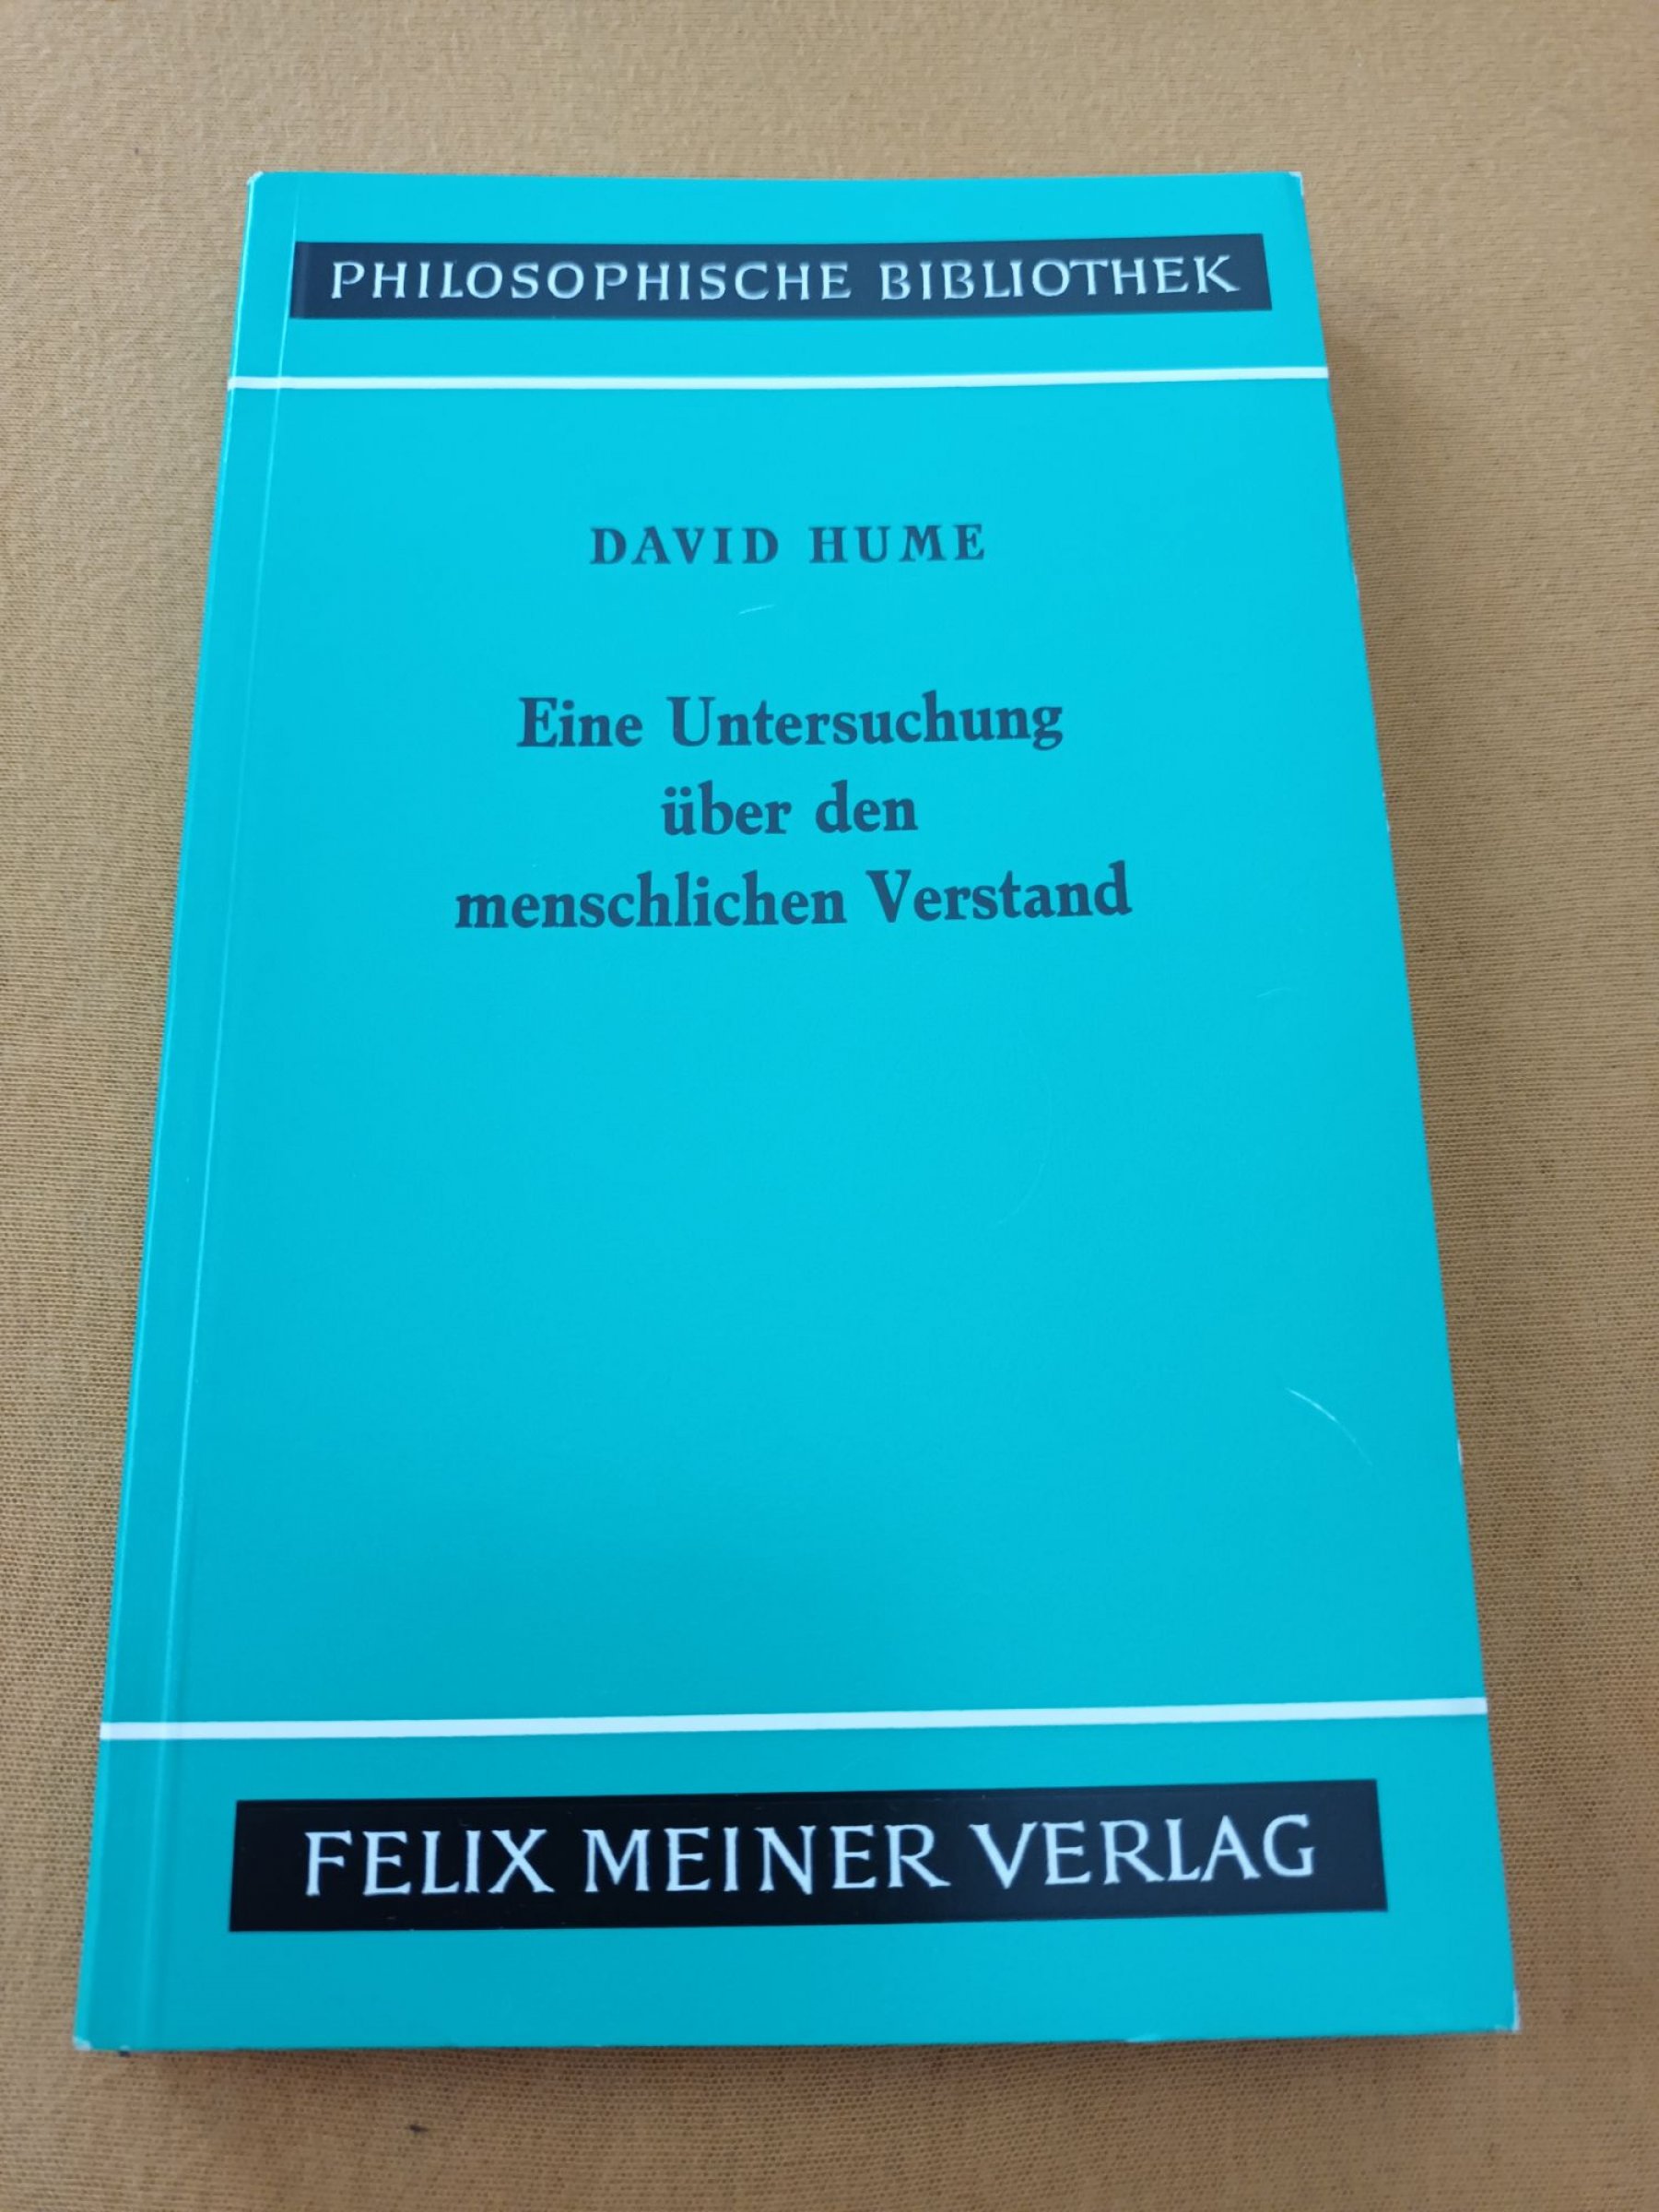 PHILOSOPHISCHE BIBLIOTHEK
DAVID HUME
Eine Untersuchung
über den
menschlichen Verstand
FELIX MEINER VERLAG